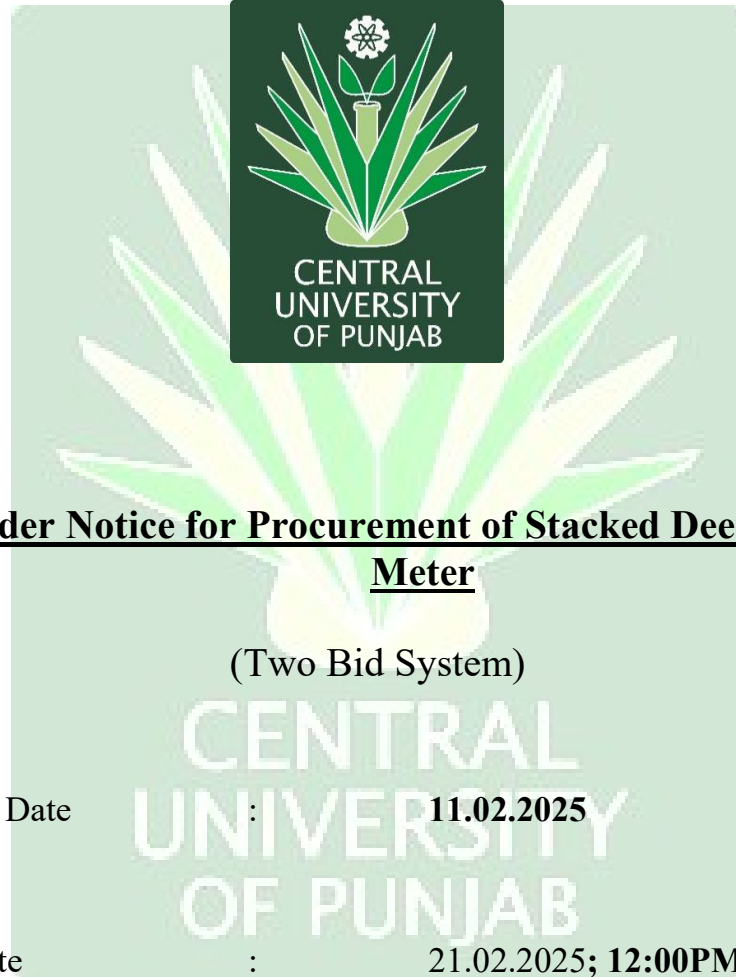 CENTRAL
UNIVERSITY
OF PUNJAB
der Notice for Procurement of Stacked Dee
Meter
(Two Bid System)
CENTRAL
Date : 11.02.2025
UNIVERSITY
OF PUNJAB
te : 21.02.2025; 12:00PM